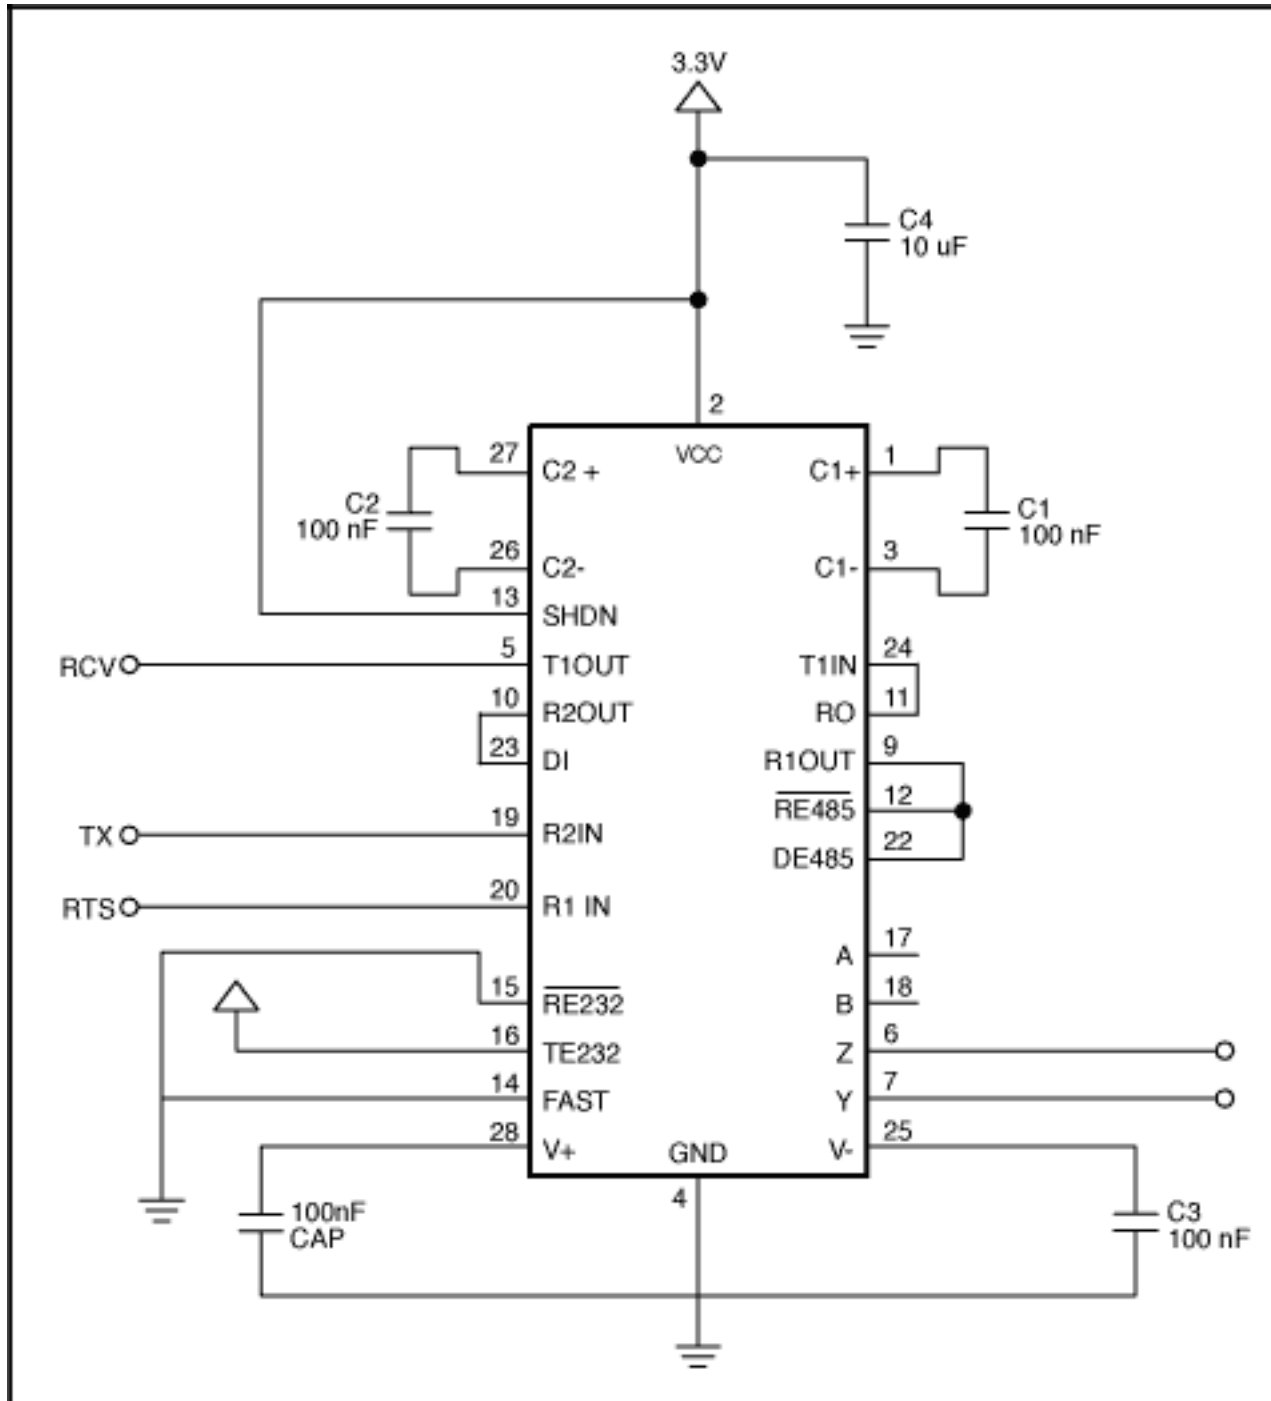 3.3V
C4
10 uF
2
VCC
27
C2 +
C1+
1
C2
100 nF
C1
100 nF
26
C2-
C1-
3
13
SHDN
RCV
5
T1OUT
T1IN
24
10
R2OUT
RO
11
23
DI
R1OUT
9
RE485
12
TX
19
R2IN
DE485
22
RTS
20
R1 IN
A
17
15
RE232
B
18
16
TE232
Z
6
14
FAST
Y
7
28
V+
GND
V-
25
4
100nF
CAP
C3
100 nF